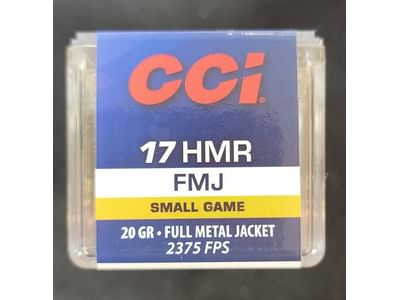 CCI®
17 HMR
FMJ
SMALL GAME
20 GR • FULL METAL JACKET
2375 FPS